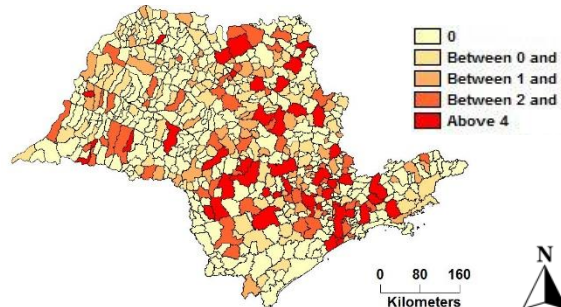 0
Between 0 and
Between 1 and
Between 2 and
Above 4
N
0 80 160
Kilometers